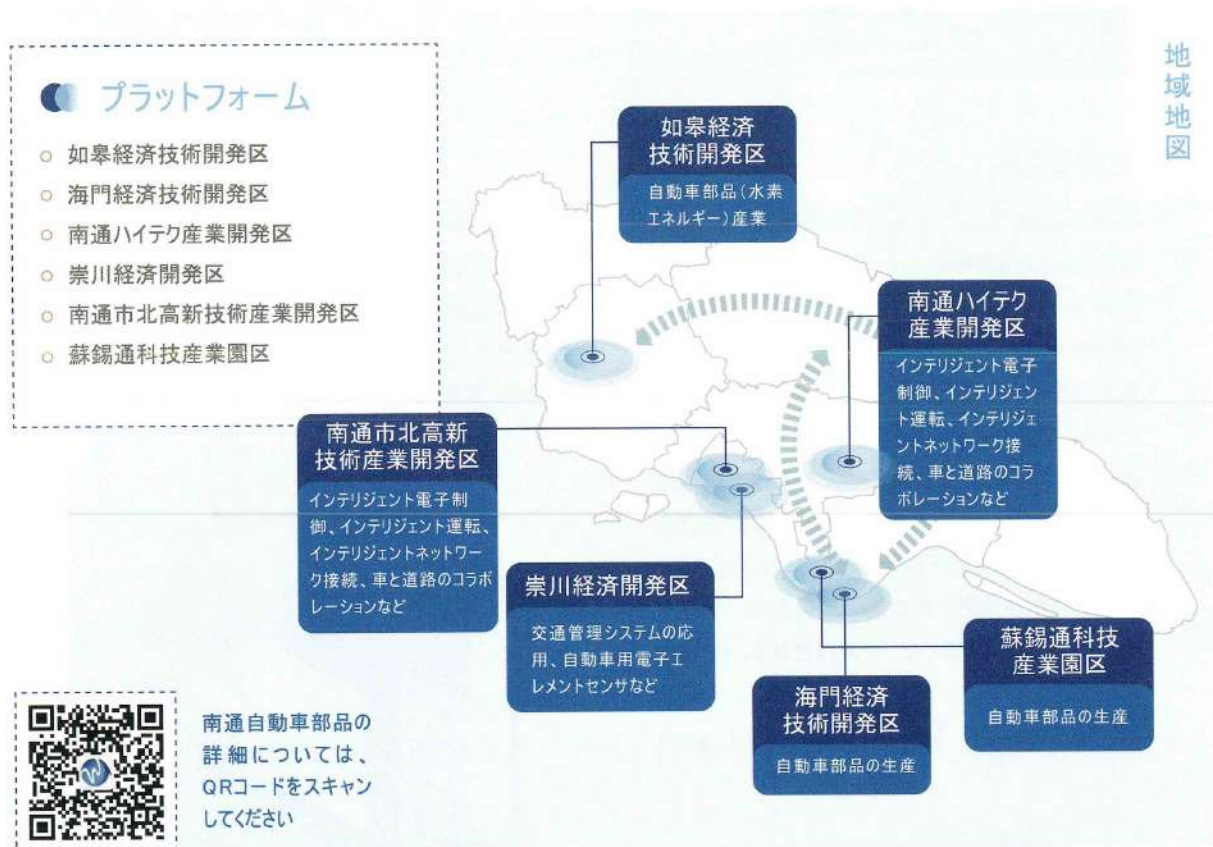 地域地図
プラットフォーム
如皋経済技術開発区
海門経済技術開発区
南通ハイテク産業開発区
崇川経済開発区
南通市北高新技術産業開発区
蘇錫通科技産業園区
如皋経済
技術開発区
自動車部品(水素
エネルギー)産業
南通ハイテク
産業開発区
インテリジェント電子
制御、インテリジェン
ト運転、インテリジェ
ントネットワーク接
続、車と道路のコラ
ボレーションなど
南通市北高新
技術産業開発区
インテリジェント電子制
御、インテリジェント運転、
インテリジェントネットワー
ク接続、車と道路のコラボ
レーションなど
崇川経済開発区
交通管理システムの応
用、自動車用電子エ
レメントセンサなど
蘇錫通科技
産業園区
自動車部品の生産
海門経済
技術開発区
自動車部品の生産
南通自動車部品の
詳細については、
QRコードをスキャン
してください